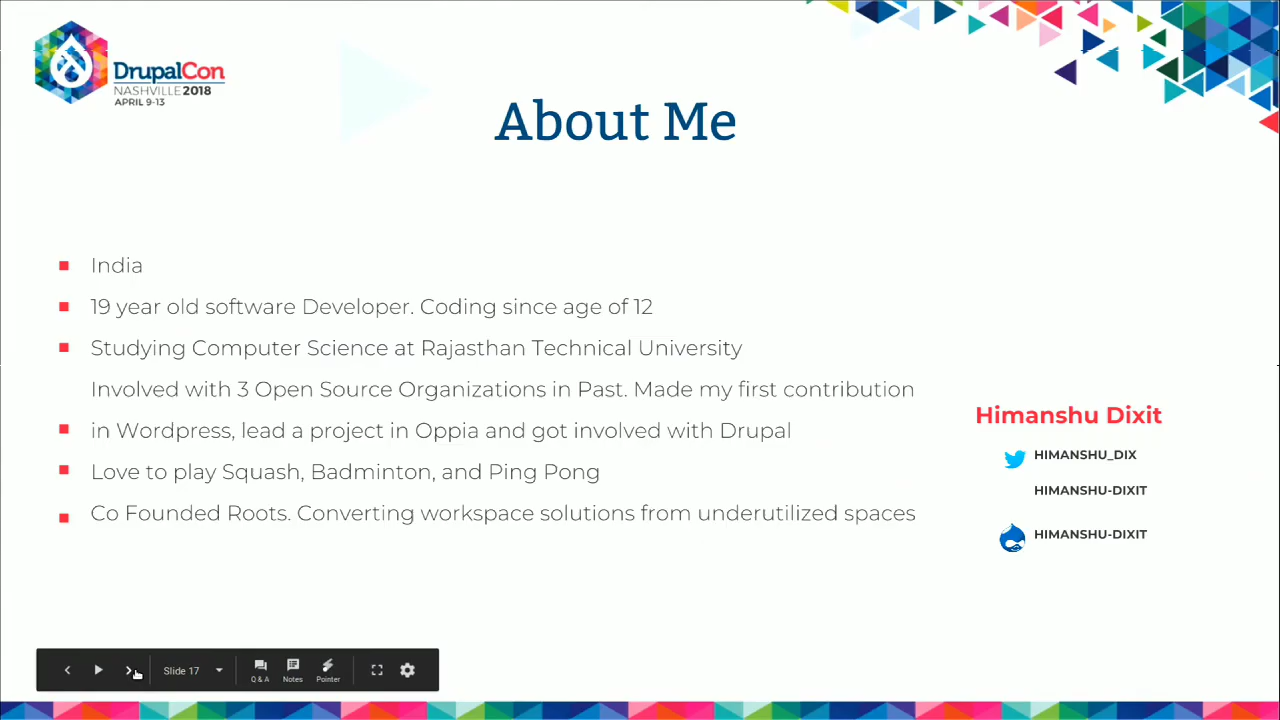 DrupalCon
NASHVILLE 2018
APRIL 9-13
About Me
India
19 year old software Developer. Coding since age of 12
Studying Computer Science at Rajasthan Technical University
Involved with 3 Open Source Organizations in Past. Made my first contribution
in Wordpress, lead a project in Oppia and got involved with Drupal
Love to play Squash, Badminton, and Ping Pong
Co Founded Roots. Converting workspace solutions from underutilized spaces
Himanshu Dixit
HIMANSHU_DIX
HIMANSHU-DIXIT
HIMANSHU-DIXIT
Slide 17
Q & A
Notes
Pointer